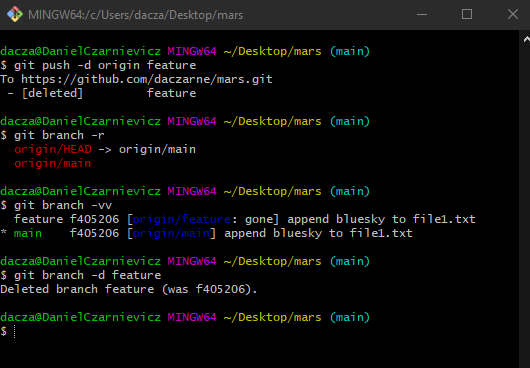 MINGW64:/c/Users/dacza/Desktop/mars
dacza@DanielCzarnievicz MINGW64 ~/Desktop/mars (main)
$ git push -d origin feature
To https://github.com/daczarne/mars.git
 - [deleted]         feature
dacza@DanielCzarnievicz MINGW64 ~/Desktop/mars (main)
$ git branch -r
  origin/HEAD -> origin/main
  origin/main
dacza@DanielCzarnievicz MINGW64 ~/Desktop/mars (main)
$ git branch -vv
  feature f405206 [origin/feature: gone] append bluesky to file1.txt
* main    f405206 [origin/main] append bluesky to file1.txt
dacza@DanielCzarnievicz MINGW64 ~/Desktop/mars (main)
$ git branch -d feature
Deleted branch feature (was f405206).
dacza@DanielCzarnievicz MINGW64 ~/Desktop/mars (main)
$